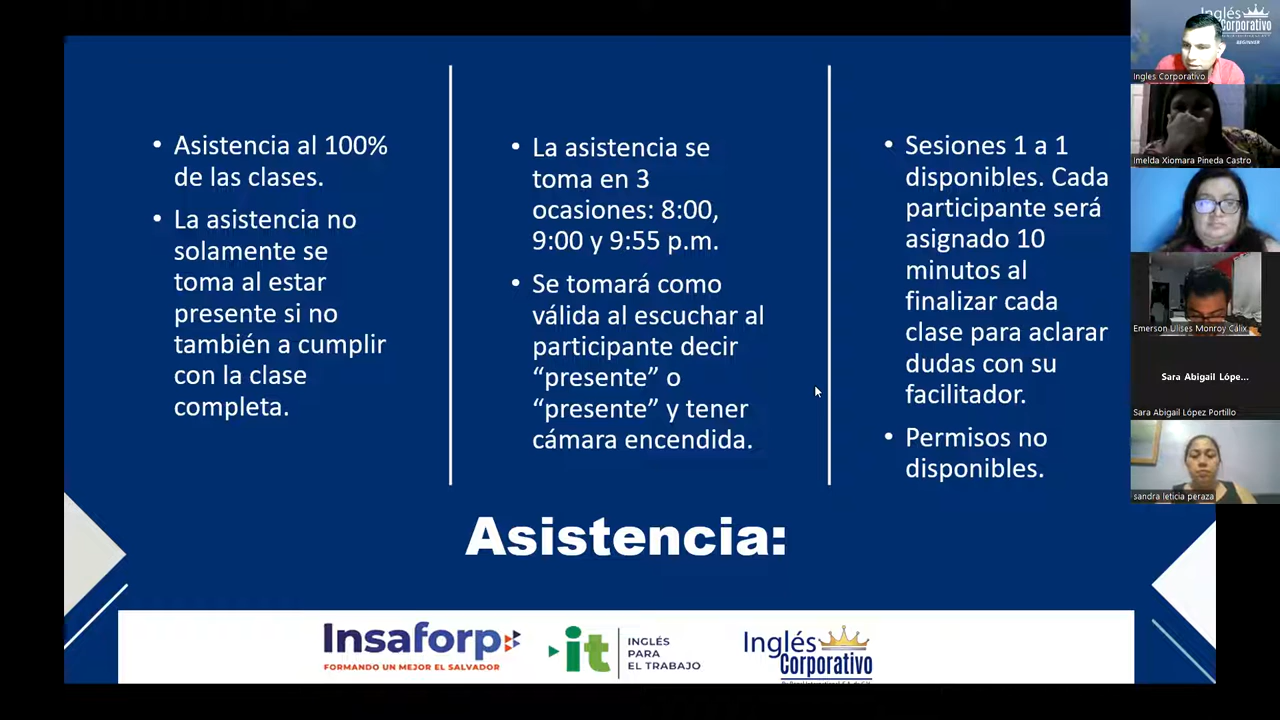 • Asistencia al 100%
de las clases.
• La asistencia no
solamente se
toma al estar
presente si no
también a cumplir
con la clase
completa.
• La asistencia se
toma en 3
ocasiones: 8:00,
9:00 y 9:55 p.m.
• Se tomará como
válida al escuchar al
participante decir
“presente” o
“presente” y tener
cámara encendida.
• Sesiones 1 a 1
disponibles. Cada
participante será
asignado 10
minutos al
finalizar cada
clase para aclarar
dudas con su
facilitador.
• Permisos no
disponibles.
Asistencia:
Insaforp
FORMANDO UN MEJOR EL SALVADOR
it
INGLÉS
PARA
EL TRABAJO
Inglés
Corporativo
Inglés
Corporativo
BEGINNER
Ingles Corporativo
Imelda Xiomara Pineda Castro
Emerson Ulises Monroy Cálix
Sara Abigail Lópe...
Sara Abigail López Portillo
sandra leticia peraza